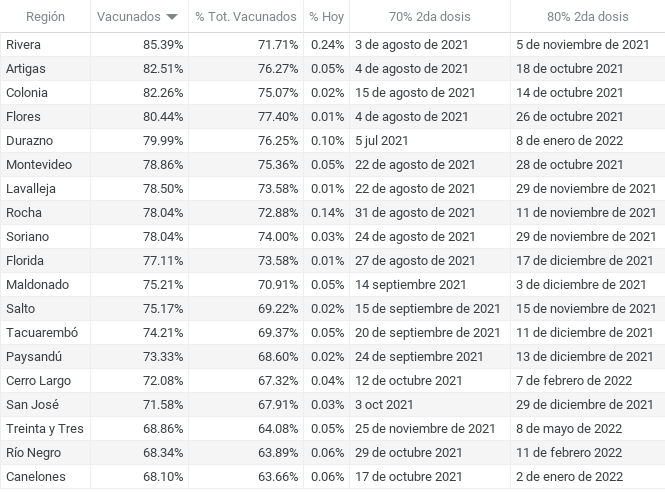 Región Vacunados % Tot. Vacunados % Hoy 70% 2da dosis 80% 2da dosis
Rivera 85.39% 71.71% 0.24% 3 de agosto de 2021 5 de noviembre de 2021
Artigas 82.51% 76.27% 0.05% 4 de agosto de 2021 18 de octubre 2021
Colonia 82.26% 75.07% 0.02% 15 de agosto de 2021 14 de octubre 2021
Flores 80.44% 77.40% 0.01% 4 de agosto de 2021 26 de octubre 2021
Durazno 79.99% 76.25% 0.10% 5 jul 2021 8 de enero de 2022
Montevideo 78.86% 75.36% 0.05% 22 de agosto de 2021 28 de octubre 2021
Lavalleja 78.50% 73.58% 0.01% 22 de agosto de 2021 29 de noviembre de 2021
Rocha 78.04% 72.88% 0.14% 31 de agosto de 2021 11 de noviembre de 2021
Soriano 78.04% 74.00% 0.03% 24 de agosto de 2021 29 de noviembre de 2021
Florida 77.11% 73.58% 0.01% 27 de agosto de 2021 17 de diciembre de 2021
Maldonado 75.21% 70.91% 0.05% 14 septiembre 2021 3 de diciembre de 2021
Salto 75.17% 69.22% 0.02% 15 de septiembre de 2021 15 de noviembre de 2021
Tacuarembó 74.21% 69.37% 0.05% 20 de septiembre de 2021 11 de diciembre de 2021
Paysandú 73.33% 68.60% 0.02% 24 de septiembre 2021 13 de diciembre de 2021
Cerro Largo 72.08% 67.32% 0.04% 12 de octubre 2021 7 de febrero de 2022
San José 71.58% 67.91% 0.03% 3 oct 2021 29 de diciembre de 2021
Treinta y Tres 68.86% 64.08% 0.05% 25 de noviembre de 2021 8 de mayo de 2022
Río Negro 68.34% 63.89% 0.06% 29 de octubre 2021 11 de febrero 2022
Canelones 68.10% 63.66% 0.06% 17 de octubre de 2021 2 de enero de 2022